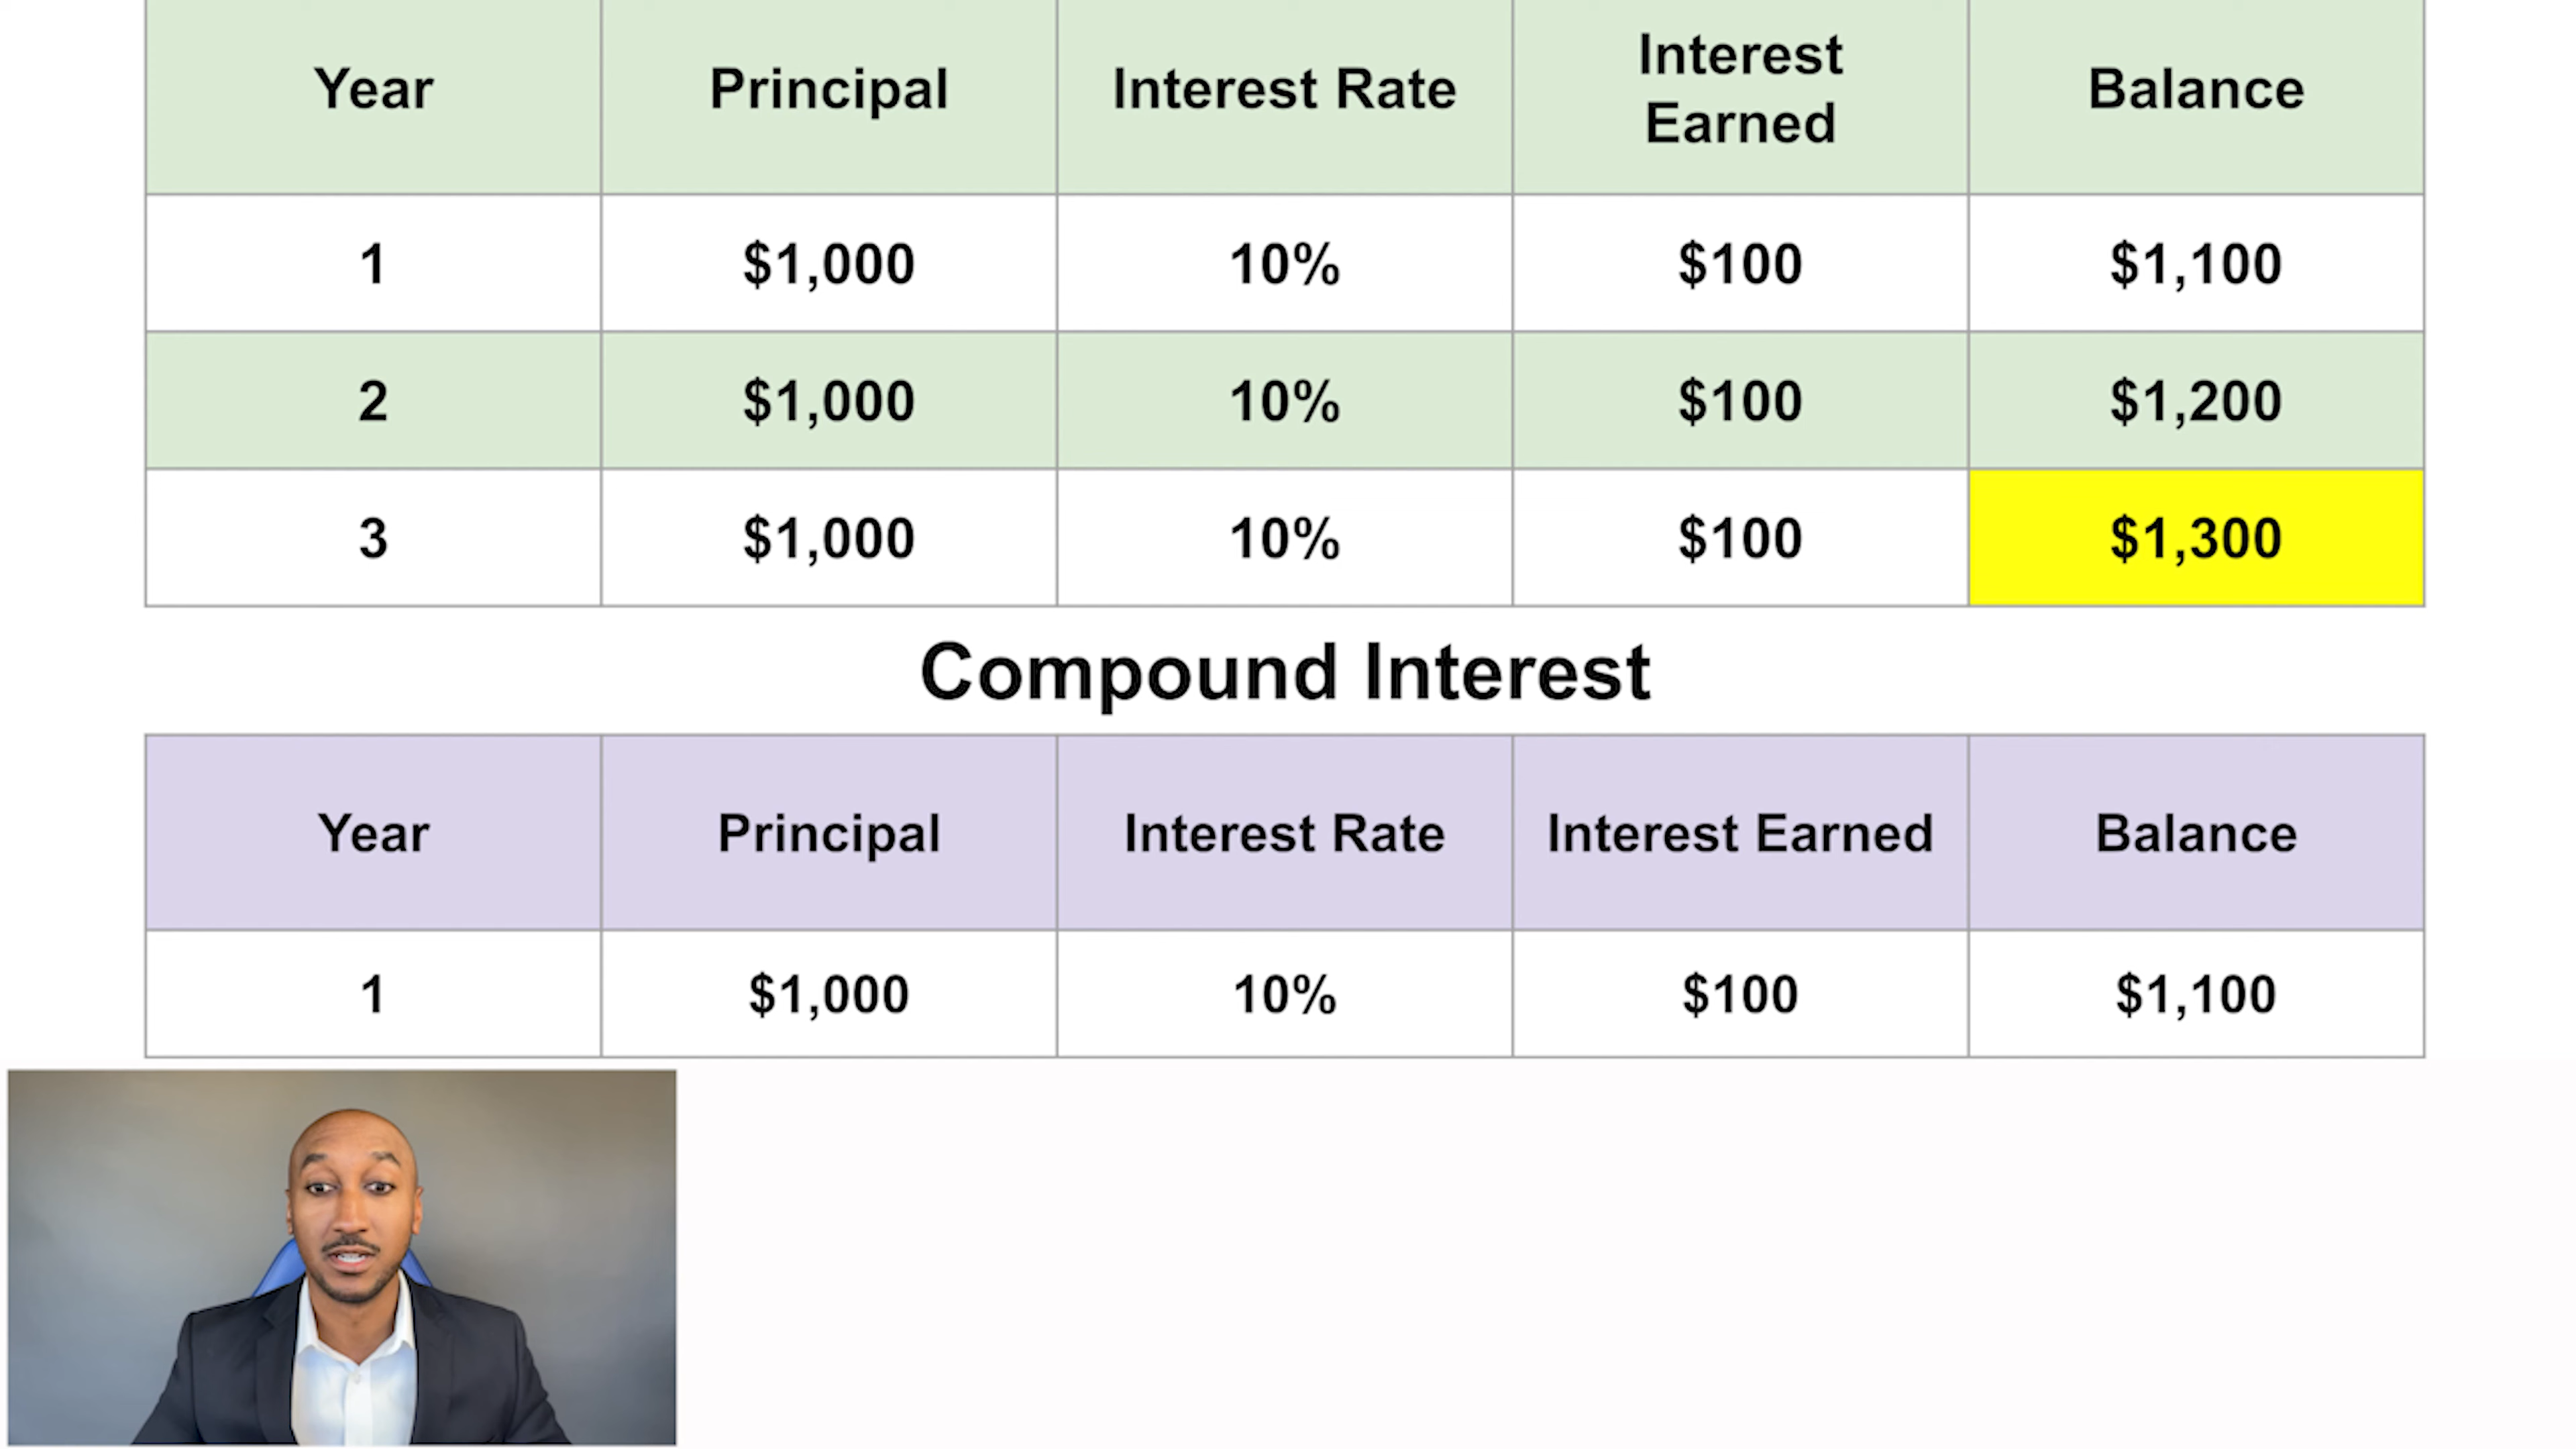 Year Principal Interest Rate Interest Earned Balance
1 $1,000 10% $100 $1,100
2 $1,000 10% $100 $1,200
3 $1,000 10% $100 $1,300
Compound Interest
Year Principal Interest Rate Interest Earned Balance
1 $1,000 10% $100 $1,100